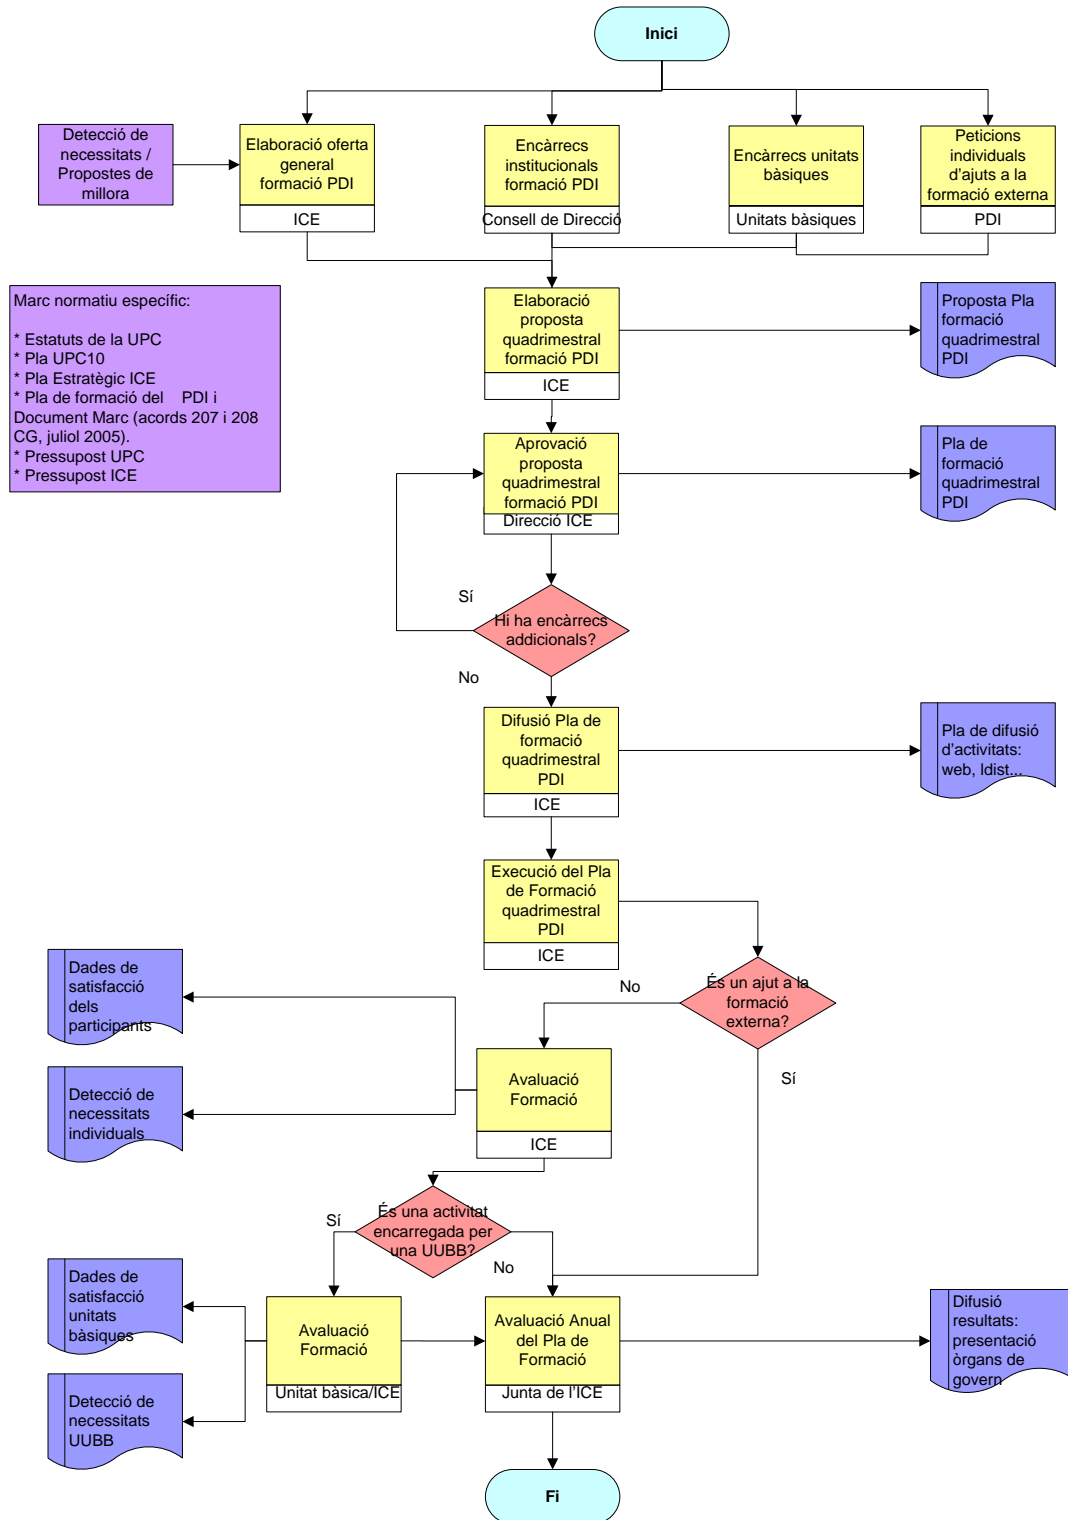 Inici
Detecció de
necessitats /
Propostes de
millora
Elaboració oferta
general
formació PDI
ICE
Encàrrecs
institucionals
formació PDI
Consell de Direcció
Encàrrecs unitats
bàsiques
Unitats bàsiques
Peticions
individuals
d'ajuts a la
formació externa
PDI
Marc normatiu específic:
* Estatuts de la UPC
* Pla UPC10
* Pla Estratègic ICE
* Pla de formació del PDI i
Document Marc (acords 207 i 208
CG, juliol 2005).
* Pressupost UPC
* Pressupost ICE
Elaboració
proposta
quadrimestral
formació PDI
ICE
Proposta Pla
formació
quadrimestral
PDI
Aprovació
proposta
quadrimestral
formació PDI
Direcció ICE
Pla de
formació
quadrimestral
PDI
Sí
Hi ha encàrrecs
addicionals?
No
Difusió Pla de
formació
quadrimestral
PDI
ICE
Pla de difusió
d'activitats:
web, ldist...
Execució del Pla
de Formació
quadrimestral
PDI
ICE
És un ajut a la
formació
externa?
No
Sí
Dades de
satisfacció
dels
participants
Avaluació
Formació
ICE
Detecció de
necessitats
individuals
És una activitat
encarregada per
una UUBB?
Sí
No
Dades de
satisfacció
unitats
bàsiques
Avaluació
Formació
Unitat bàsica/ICE
Avaluació Anual
del Pla de
Formació
Junta de l'ICE
Difusió
resultats:
presentació
òrgans de
govern
Detecció de
necessitats
UUBB
Fi